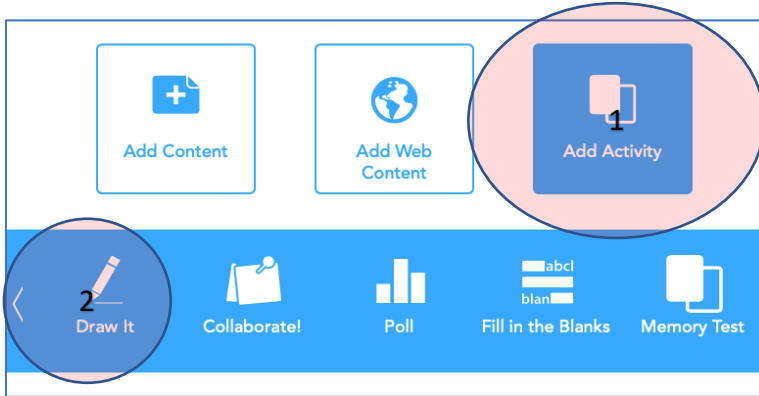 1
Add Content
Add Web
Content
Add Activity
abcl
blan
2
Draw It
Collaborate!
Poll
Fill in the Blanks
Memory Test